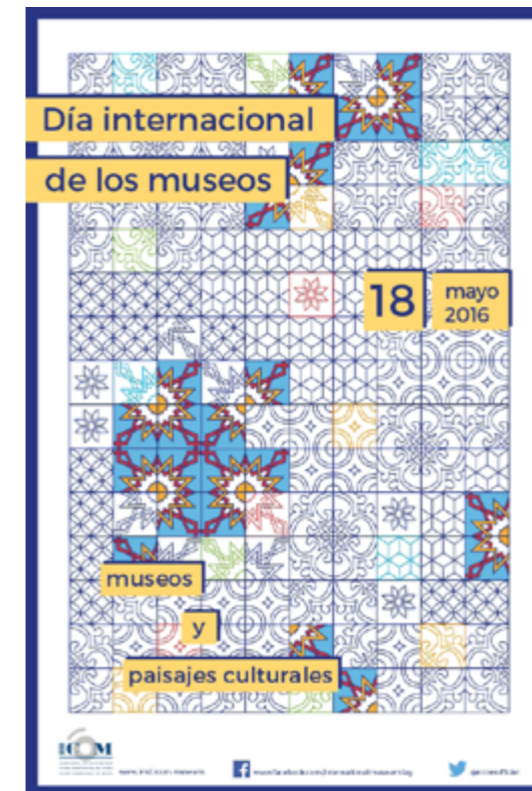 Día internacional
de los museos
18
mayo
2016
museos
y
paisajes culturales
ICOM